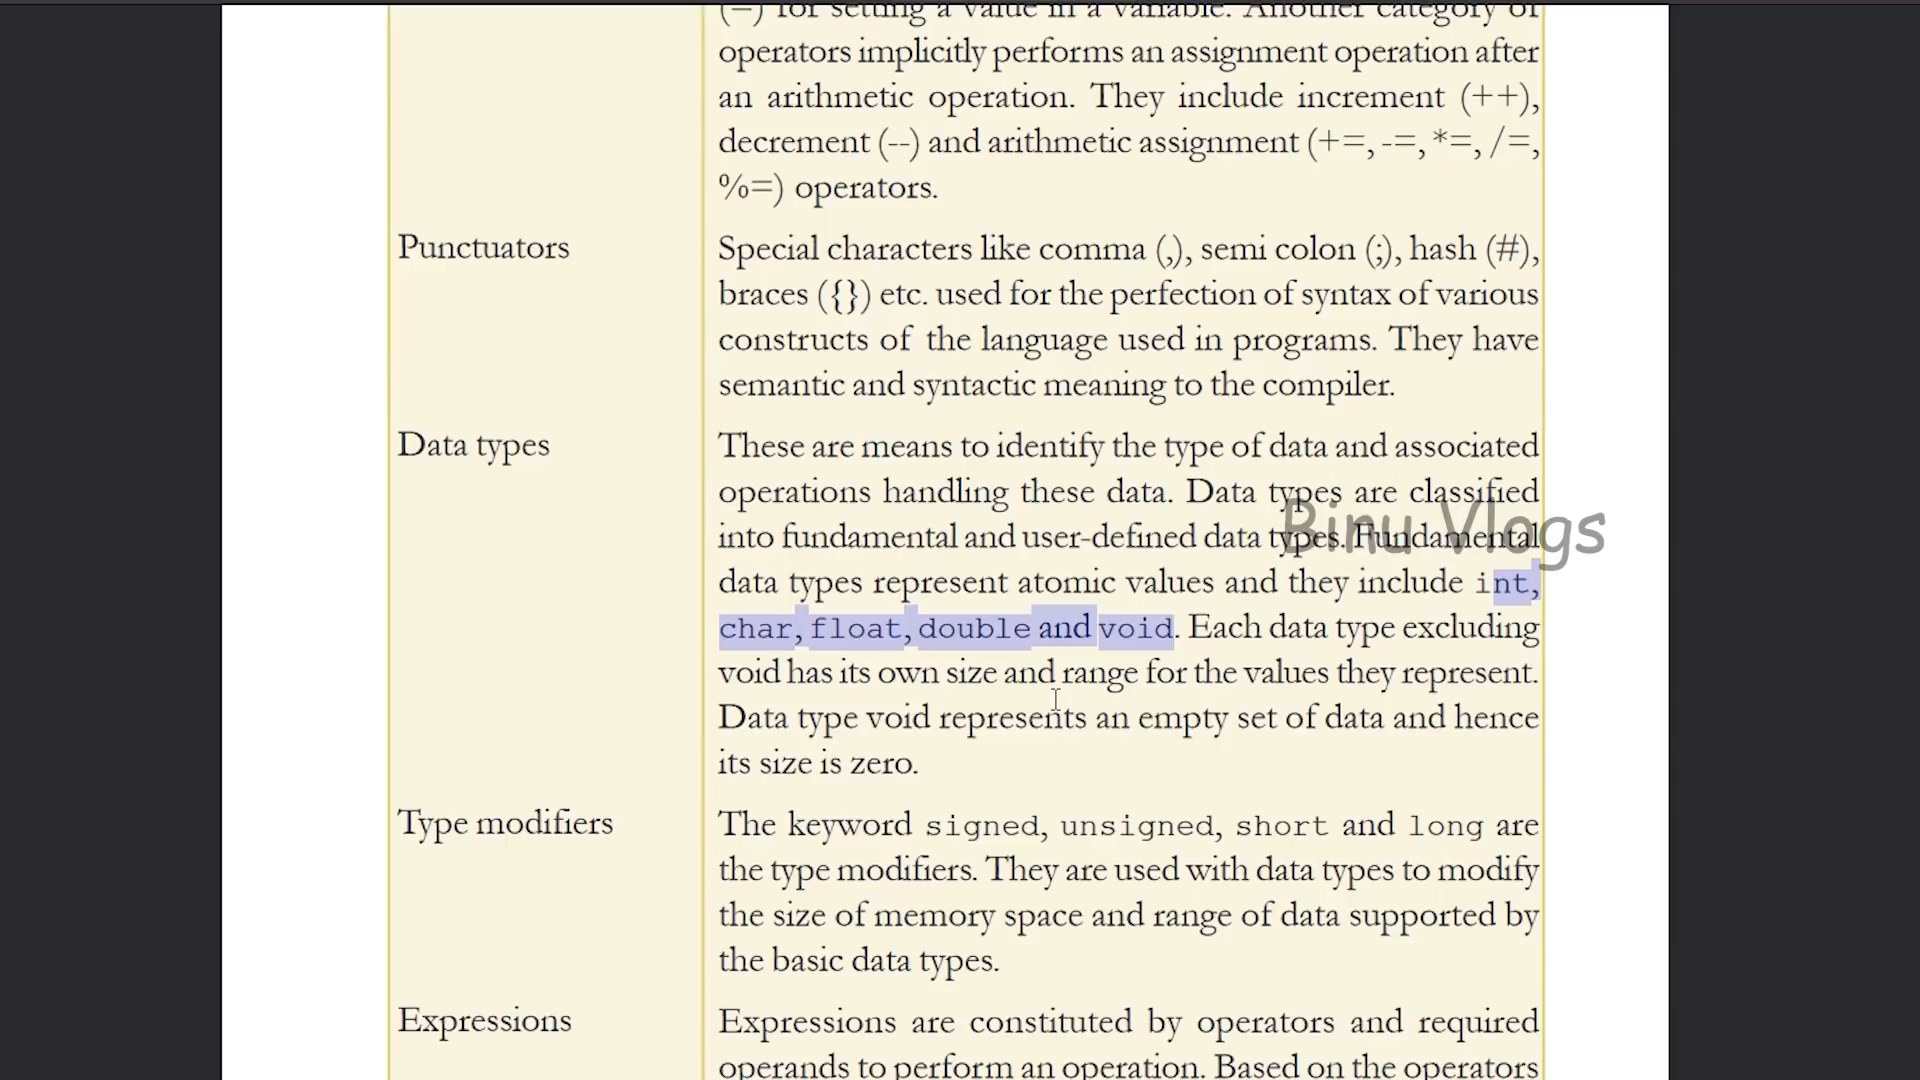 (=) for setting a value in a variable. Another category of
operators implicitly performs an assignment operation after
an arithmetic operation. They include increment (++),
decrement (--) and arithmetic assignment (+=, -=, *=, /=,
%=) operators.
Punctuators
Special characters like comma (,), semi colon (;), hash (#),
braces ({}) etc. used for the perfection of syntax of various
constructs of the language used in programs. They have
semantic and syntactic meaning to the compiler.
Data types
These are means to identify the type of data and associated
operations handling these data. Data types are classified
into fundamental and user-defined data types. Fundamental
data types represent atomic values and they include int,
char, float, double and void. Each data type excluding
void has its own size and range for the values they represent.
Data type void represents an empty set of data and hence
its size is zero.
Binu Vlogs
Type modifiers
The keyword signed, unsigned, short and long are
the type modifiers. They are used with data types to modify
the size of memory space and range of data supported by
the basic data types.
Expressions
Expressions are constituted by operators and required
operands to perform an operation. Based on the operators